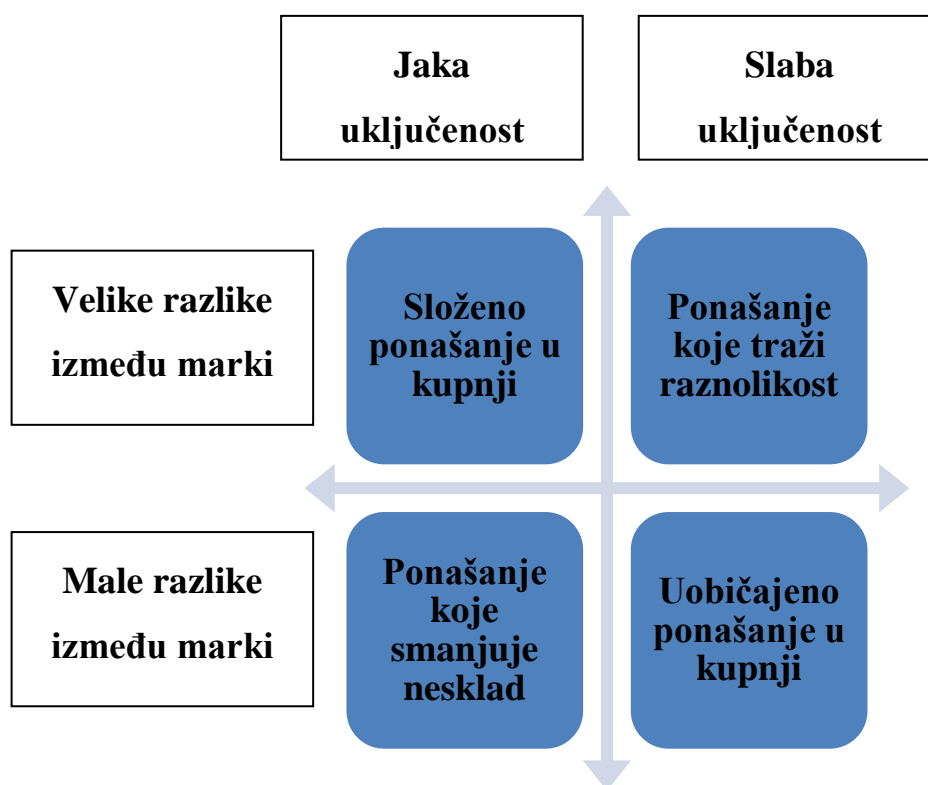 Jaka
uključenost
Slaba
uključenost
Velike razlike
između marki
Složeno
ponašanje u
kupnji
Ponašanje
koje traži
raznolikost
Male razlike
između marki
Ponašanje
koje
smanjuje
nesklad
Uobičajeno
ponašanje u
kupnji